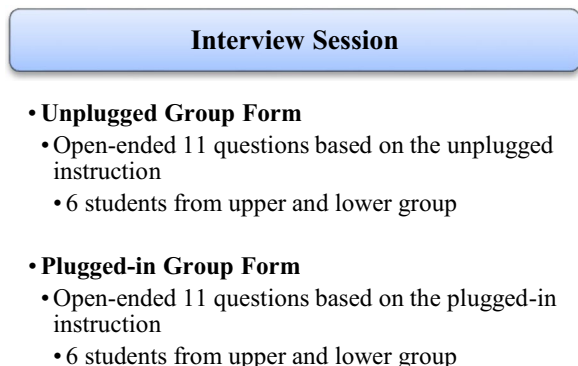 Interview Session
• Unplugged Group Form
• Open-ended 11 questions based on the unplugged
instruction
• 6 students from upper and lower group
• Plugged-in Group Form
• Open-ended 11 questions based on the plugged-in
instruction
• 6 students from upper and lower group